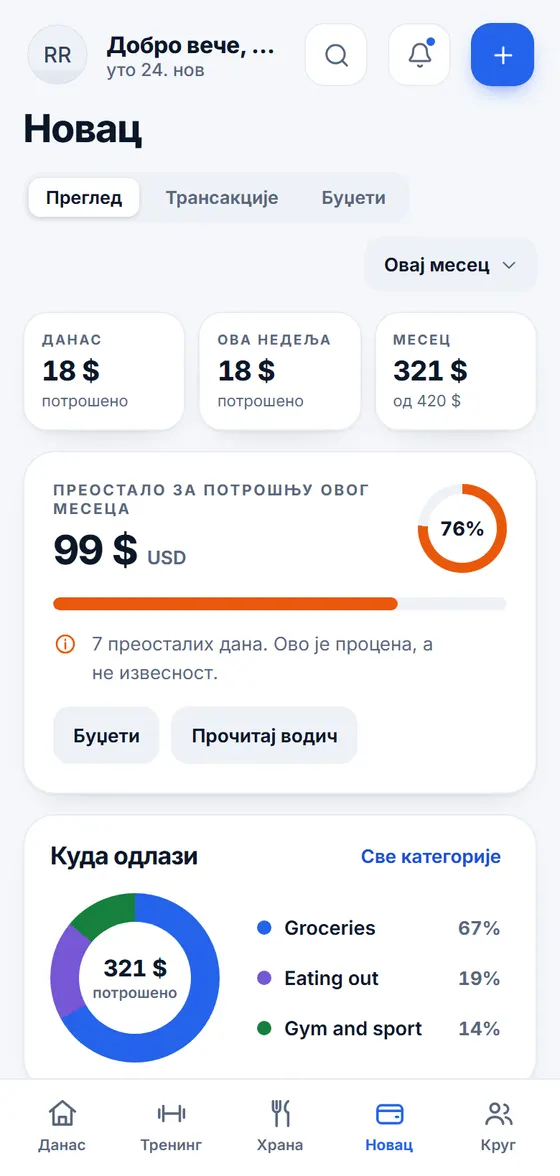 RR
Добро вече, ...
уто 24. нов
Новац
Преглед
Трансакције
Буџети
Овај месец
ДАНАС
18 $
потрошено
ОВА НЕДЕЉА
18 $
потрошено
МЕСЕЦ
321 $
од 420 $
ПРЕОСТАЛО ЗА ПОТРОШЊУ ОВОГ
МЕСЕЦА
99 $ USD
76%
7 преосталих дана. Ово је процена, а
не извесност.
Буџети
Прочитај водич
Куда одлази
Све категорије
321 $
потрошено
Groceries 67%
Eating out 19%
Gym and sport 14%
Данас
Тренинг
Храна
Новац
Круг